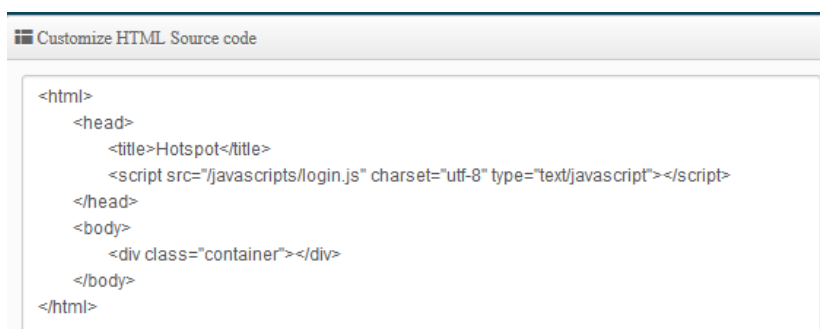 Customize HTML Source code
<html>
<head>
<title>Hotspot</title>
<script src="/javascripts/login.js" charset="utf-8" type="text/javascript"></script>
</head>
<body>
<div class="container"></div>
</body>
</html>